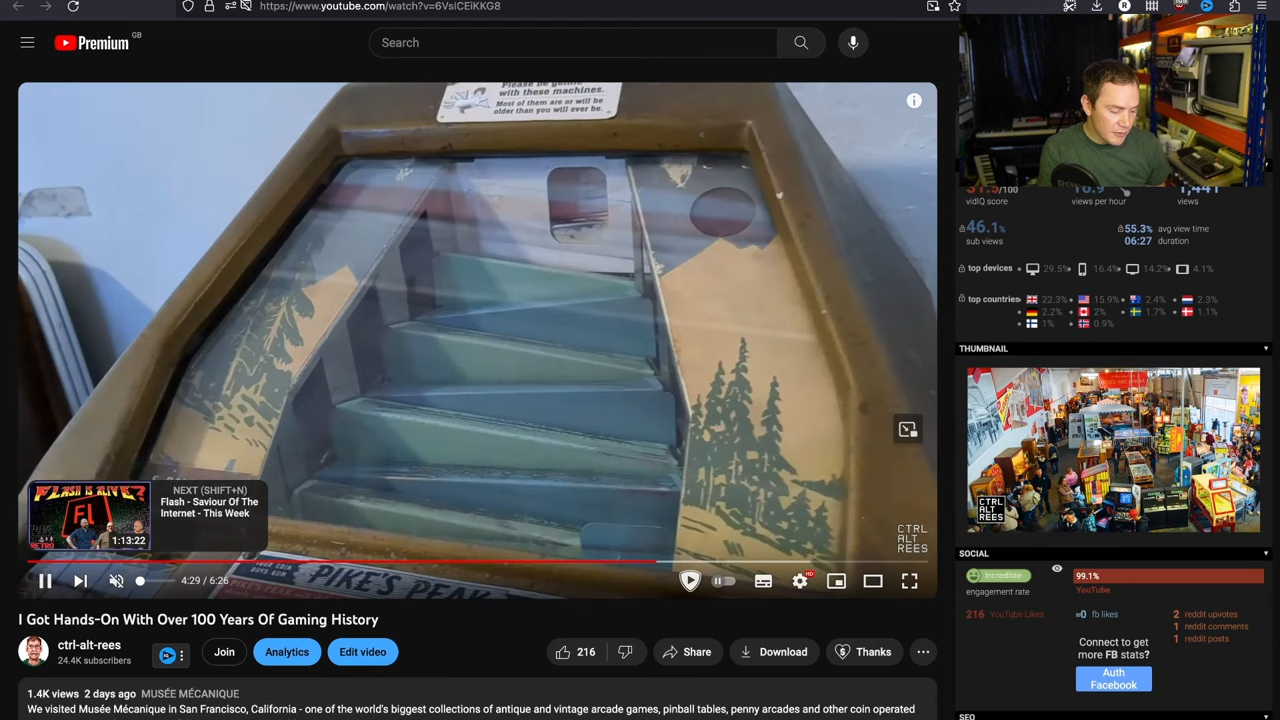 https://www.youtube.com/watch?v=6VslCEiKKG8
Premium GB
Search
Please be gentle
with these machines.
Most of them are or will be
older than you will ever be.
NEXT (SHIFT+N)
Flash - Saviour Of The
Internet - This Week
FLASH IS ALIVE?
RETRO
1:13:22
CTRL
ALT
REES
PIKE'S PEAK
4:29 / 6:26
HD
I Got Hands-On With Over 100 Years Of Gaming History
ctrl-alt-rees
24.4K subscribers
Join
Analytics
Edit video
216
Share
Download
Thanks
1.4K views 2 days ago MUSÉE MÉCANIQUE
We visited Musée Mécanique in San Francisco, California - one of the world's biggest collections of antique and vintage arcade games, pinball tables, penny arcades and other coin operated
/100
vidIQ score
views per hour
views
46.1%
sub views
55.3% avg view time
06:27 duration
top devices 29.5% 16.4% 14.2% 4.1%
top countries 22.3% 15.9% 2.4% 2.3%
2.2% 2% 1.7% 1.1%
1% 0.9%
THUMBNAIL
CTRL
ALT
REES
SOCIAL
Incredible
engagement rate
99.1%
YouTube
216 YouTube Likes
0 fb likes
2 reddit upvotes
1 reddit comments
1 reddit posts
Connect to get
more FB stats?
Auth
Facebook
SEO